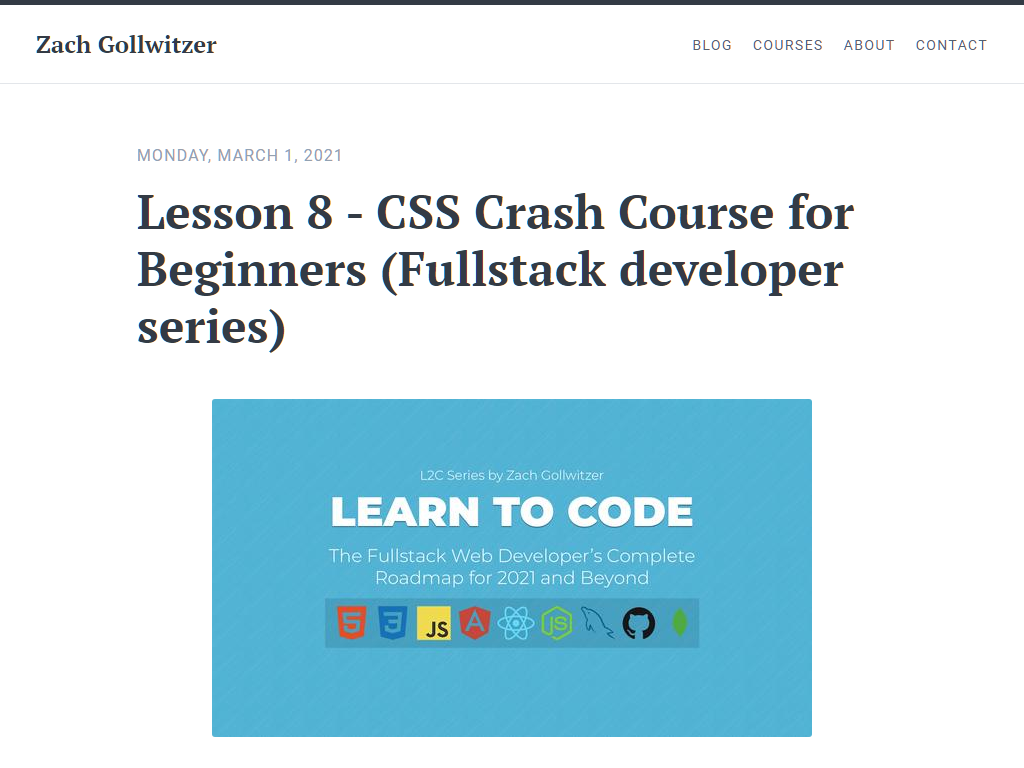 Zach Gollwitzer
BLOG COURSES ABOUT CONTACT
MONDAY, MARCH 1, 2021
Lesson 8 - CSS Crash Course for
Beginners (Fullstack developer
series)
L2C Series by Zach Gollwitzer
LEARN TO CODE
The Fullstack Web Developer's Complete
Roadmap for 2021 and Beyond
5 3 JS A JS